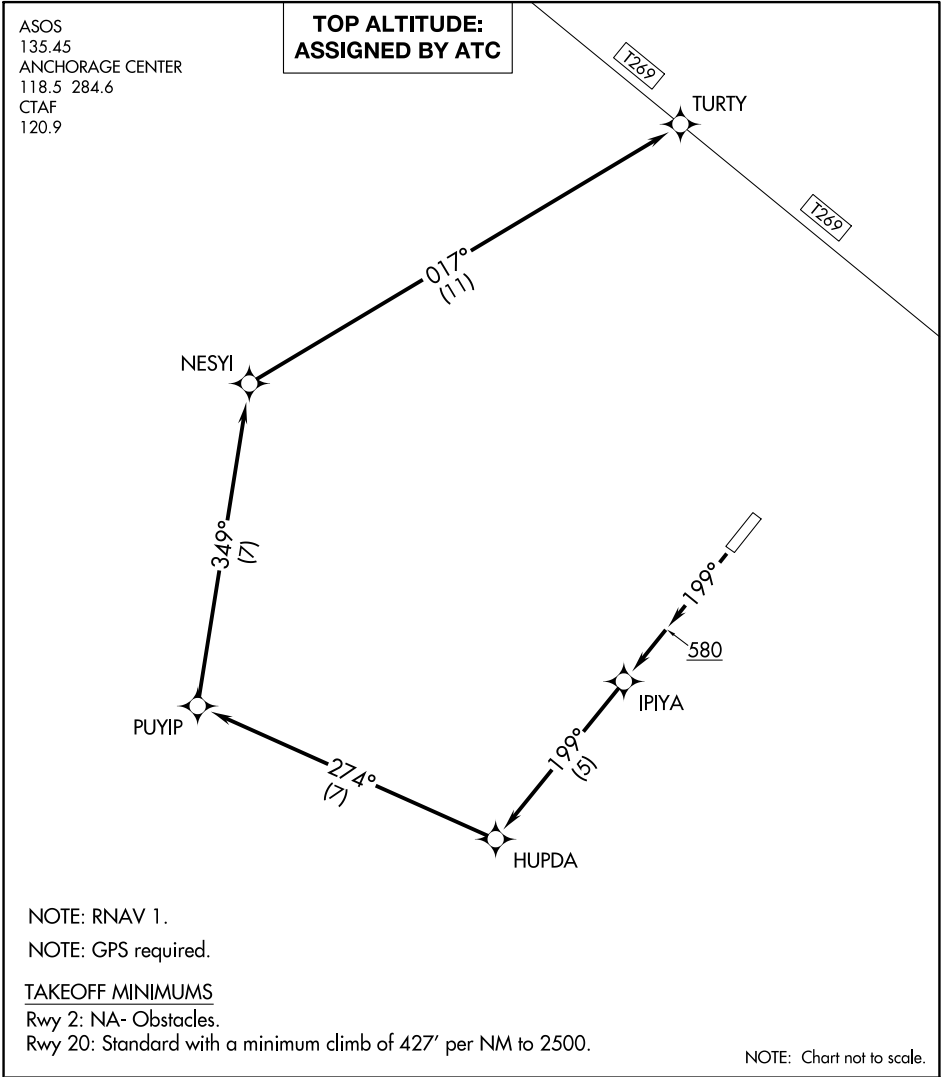 ASOS
135.45
ANCHORAGE CENTER
118.5 284.6
CTAF
120.9
TOP ALTITUDE:
ASSIGNED BY ATC
T269
TURTY
T269
017°
(11)
NESYI
349°
(7)
199°
580
IPIYA
199°
(5)
PUYIP
274°
(7)
HUPDA
NOTE: RNAV 1.
NOTE: GPS required.
TAKEOFF MINIMUMS
Rwy 2: NA- Obstacles.
Rwy 20: Standard with a minimum climb of 427' per NM to 2500.
NOTE: Chart not to scale.